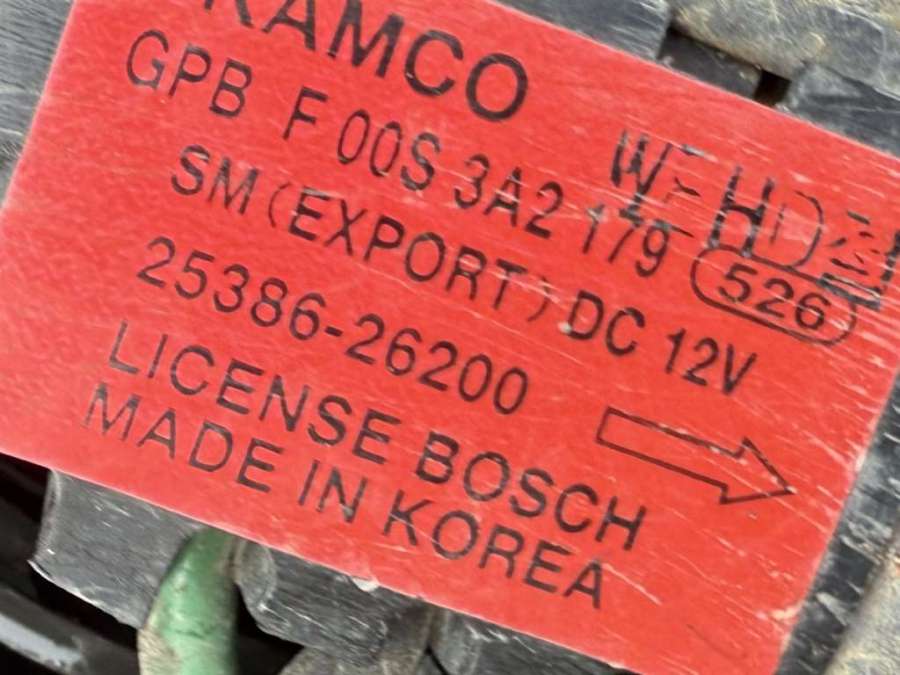 KAMCO
GPB F 00S 3A2 179
SM (EXPORT) DC 12V
526
25386-26200
LICENSE BOSCH
MADE IN KOREA